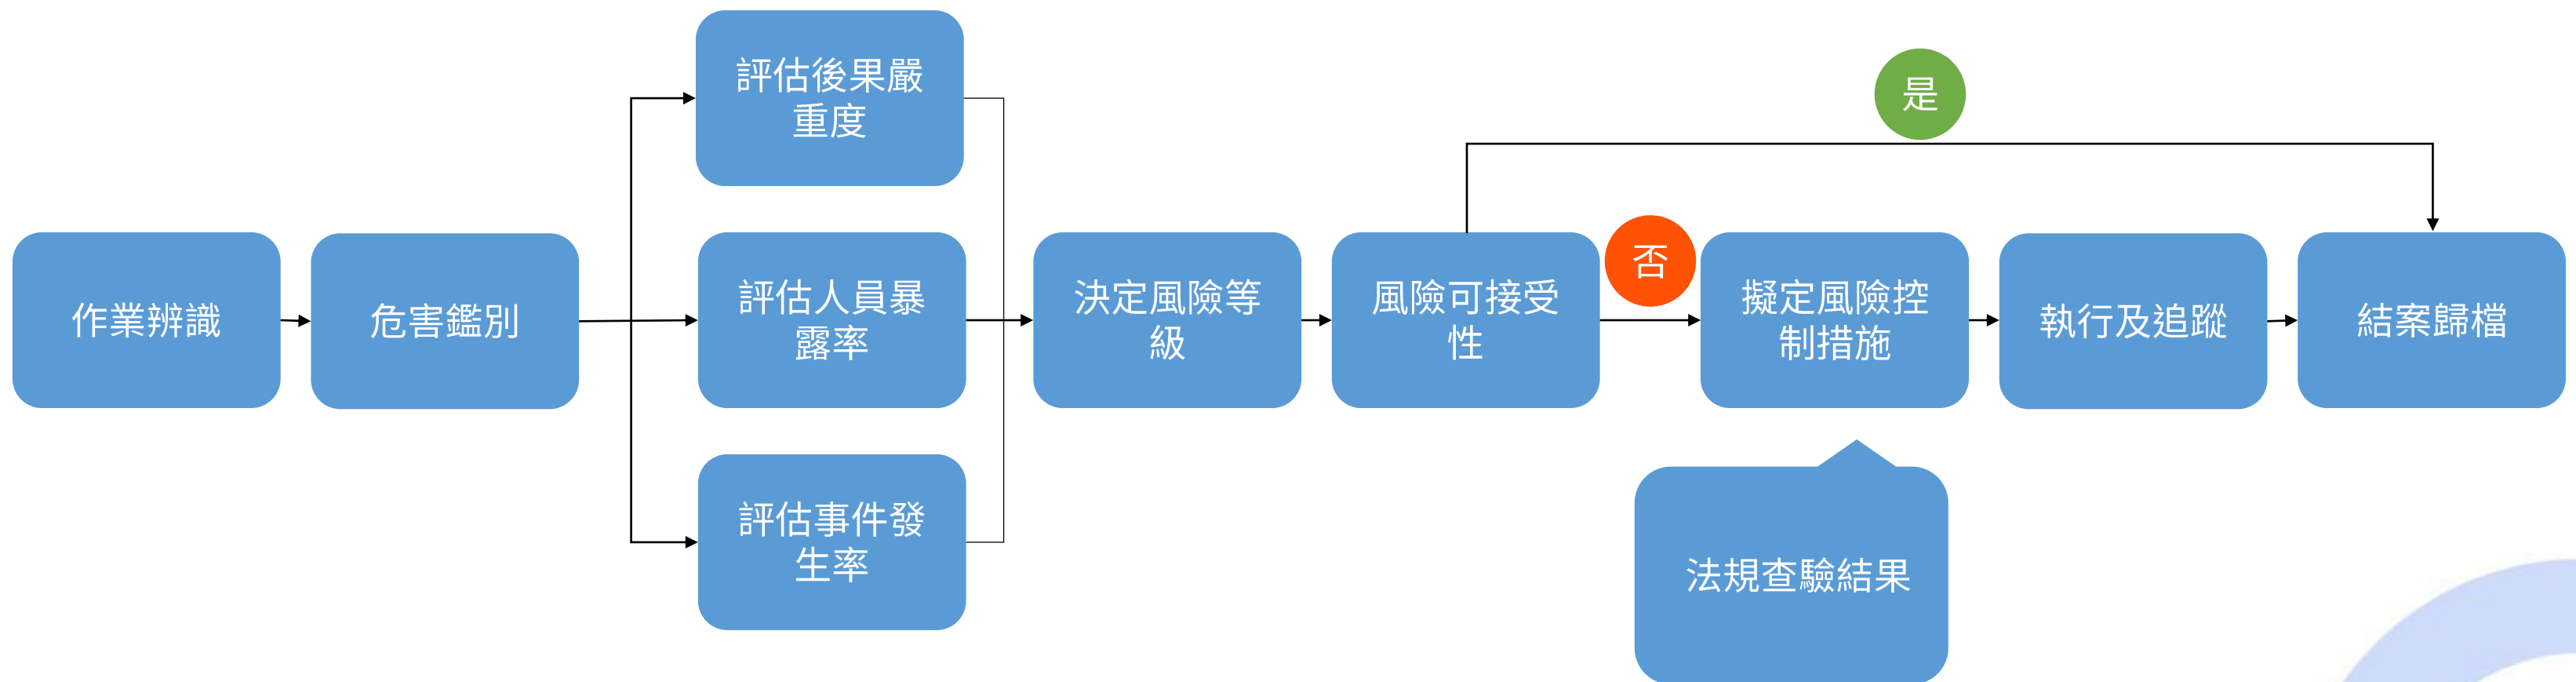 評估後果嚴
重度
是
否
作業辨識
危害鑑別
評估人員暴
露率
決定風險等
級
風險可接受
性
擬定風險控
制措施
執行及追蹤
結案歸檔
評估事件發
生率
法規查驗結果